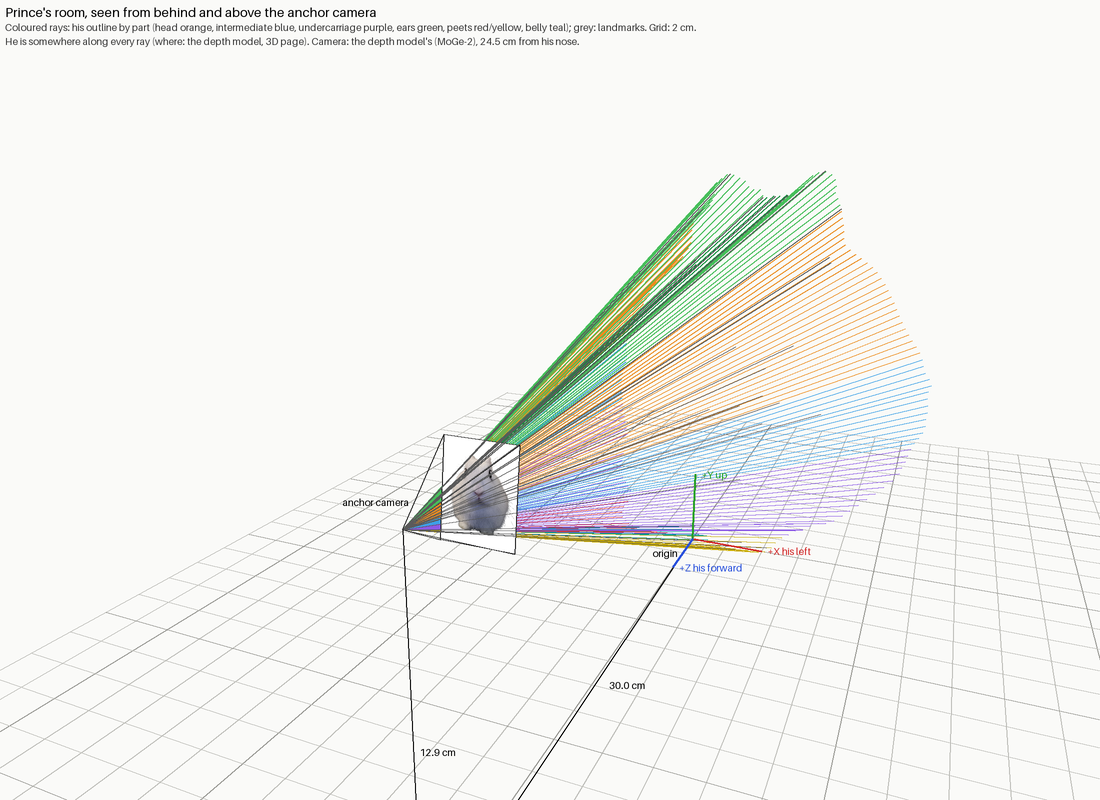 Prince's room, seen from behind and above the anchor camera
Coloured rays: his outline by part (head orange, intermediate blue, undercarriage purple, ears green, peets red/yellow, belly teal); grey: landmarks. Grid: 2 cm.
He is somewhere along every ray (where: the depth model, 3D page). Camera: the depth model's (MoGe-2), 24.5 cm from his nose.
+Y up
anchor camera
origin
+X his left
+Z his forward
30.0 cm
12.9 cm